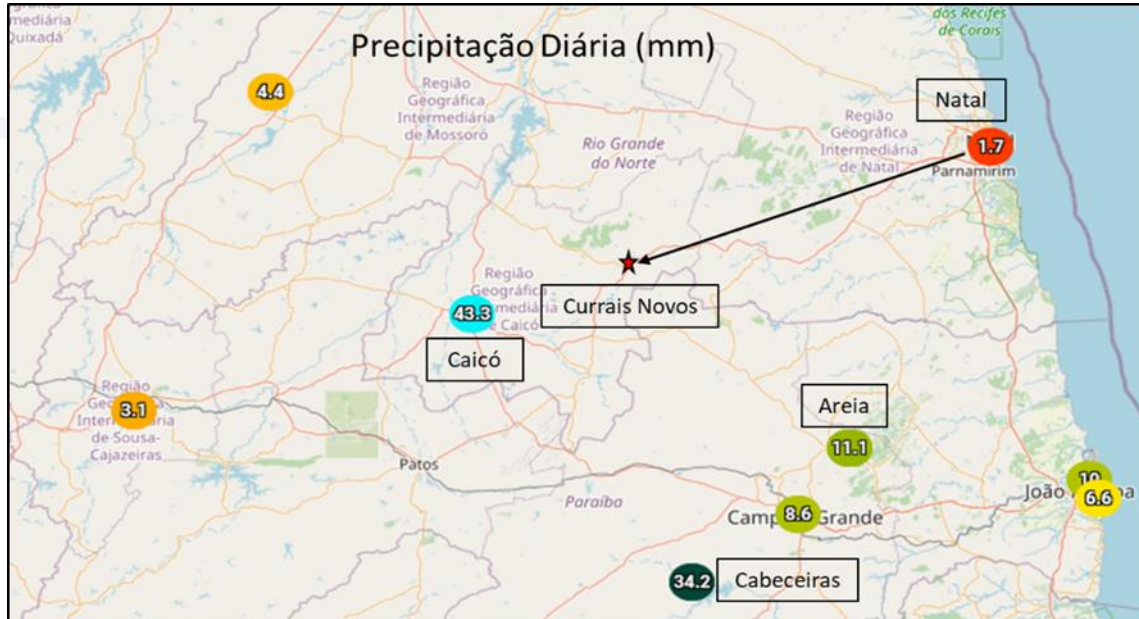 Precipitação Diária (mm)
dos Recifes
de Corais
Quixadá
4.4
Região
Geográfica
Intermediária
de Mossoró
Natal
Rio Grande
do Norte
Região
Geográfica
Intermediária
de Natal
1.7
Parnamirim
Região
Geográfica
43.3
Currais Novos
Caicó
Região
3.1
de Sousa-
Cajazeiras
Areia
11.1
Patos
Paraíba
8.6
Grande
João
10
6.6
34.2
Cabeceiras